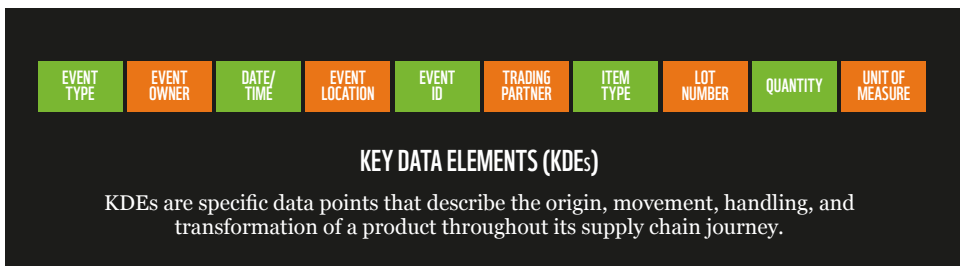 EVENT
TYPE
EVENT
OWNER
DATE/
TIME
EVENT
LOCATION
EVENT
ID
TRADING
PARTNER
ITEM
TYPE
LOT
NUMBER
QUANTITY
UNIT OF
MEASURE
KEY DATA ELEMENTS (KDEs)
KDEs are specific data points that describe the origin, movement, handling, and
transformation of a product throughout its supply chain journey.